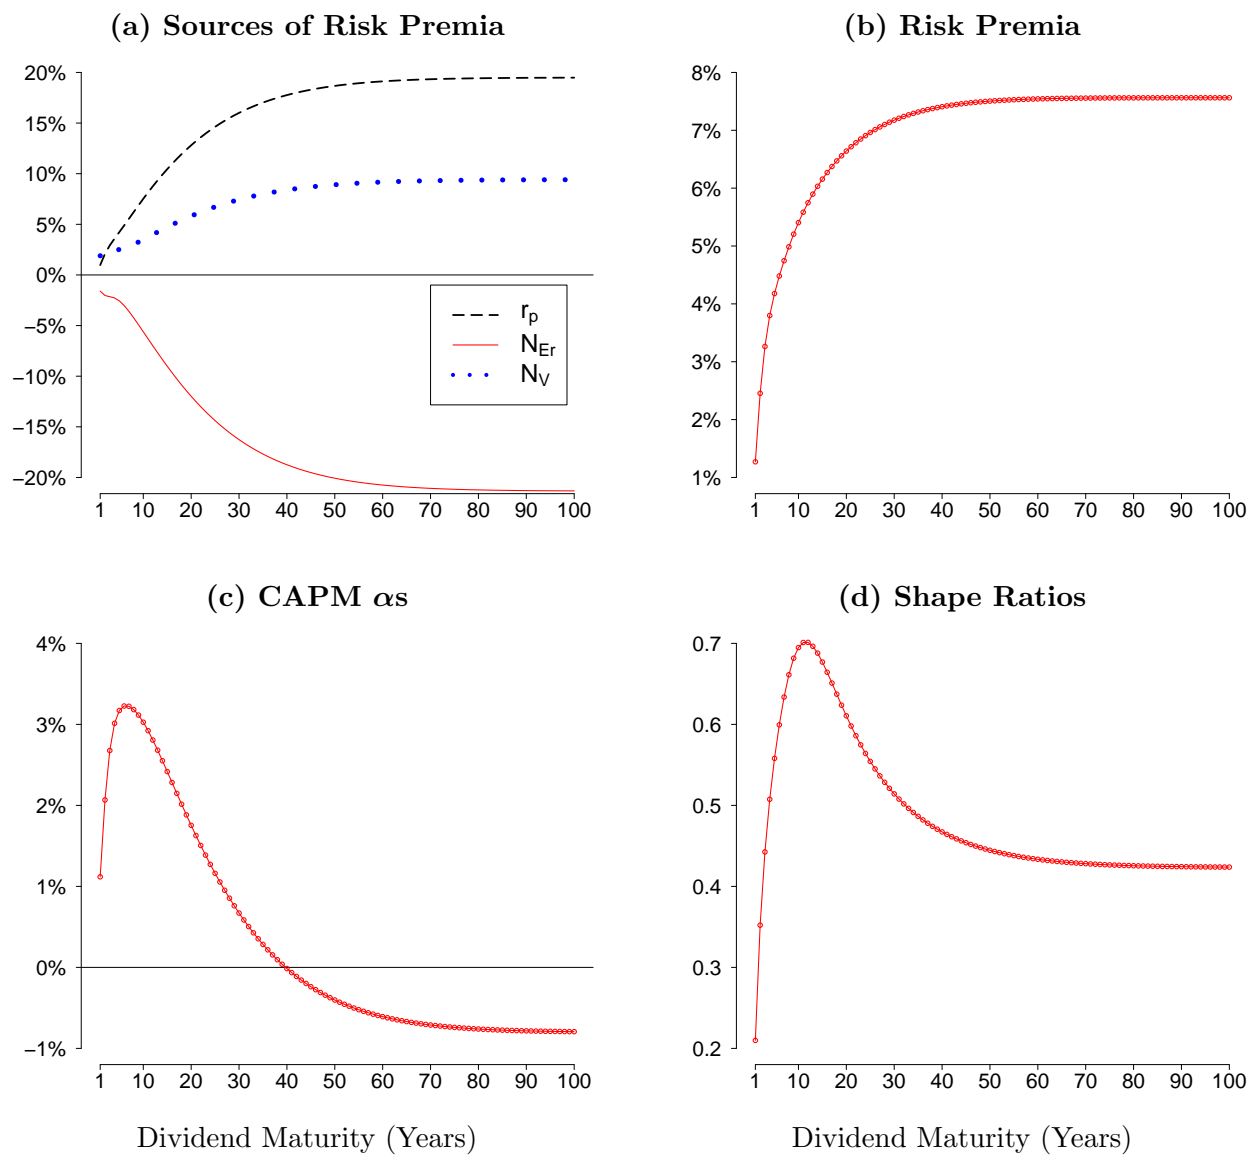 (a) Sources of Risk Premia
20%
15%
10%
5%
0%
−5%
−10%
−15%
−20%
r_p
N_Er
N_V
1 10 20 30 40 50 60 70 80 90 100
(b) Risk Premia
8%
7%
6%
5%
4%
3%
2%
1%
1 10 20 30 40 50 60 70 80 90 100
(c) CAPM αs
4%
3%
2%
1%
0%
−1%
1 10 20 30 40 50 60 70 80 90 100
Dividend Maturity (Years)
(d) Shape Ratios
0.7
0.6
0.5
0.4
0.3
0.2
1 10 20 30 40 50 60 70 80 90 100
Dividend Maturity (Years)